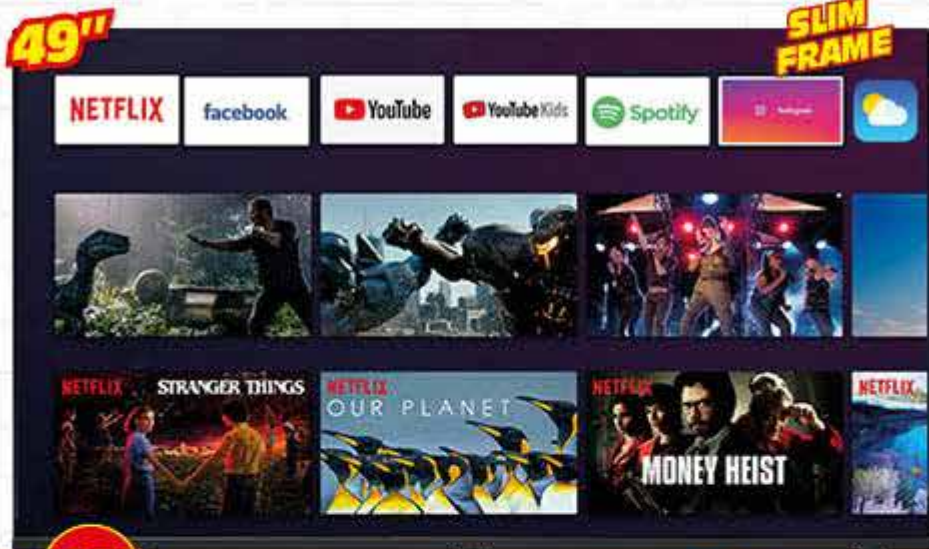 49"
SLIM
FRAME
NETFLIX
facebook
YouTube
YouTube Kids
Spotify
NETFLIX
STRANGER THINGS
NETFLIX
OUR PLANET
NETFLIX
MONEY HEIST
NETFLIX